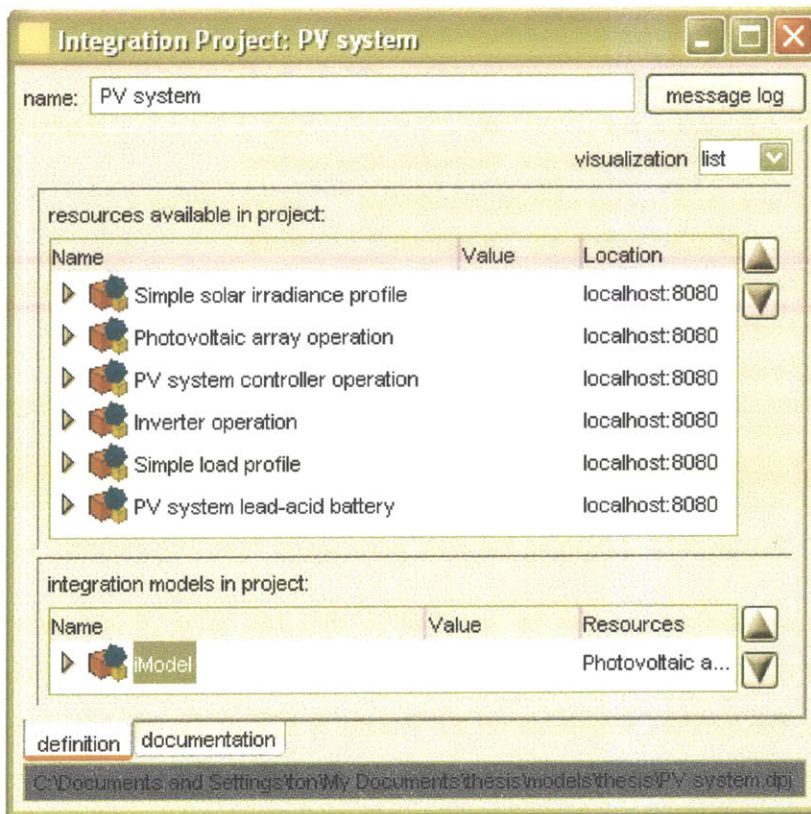 Integration Project: PV system
name: PV system message log
visualization list
resources available in project:
Name Value Location
Simple solar irradiance profile localhost:8080
Photovoltaic array operation localhost:8080
PV system controller operation localhost:8080
Inverter operation localhost:8080
Simple load profile localhost:8080
PV system lead-acid battery localhost:8080
integration models in project:
Name Value Resources
iModel Photovoltaic a...
definition documentation
C:\Documents and Settings\ton\My Documents\thesis\models\thesis\PV system.dpj